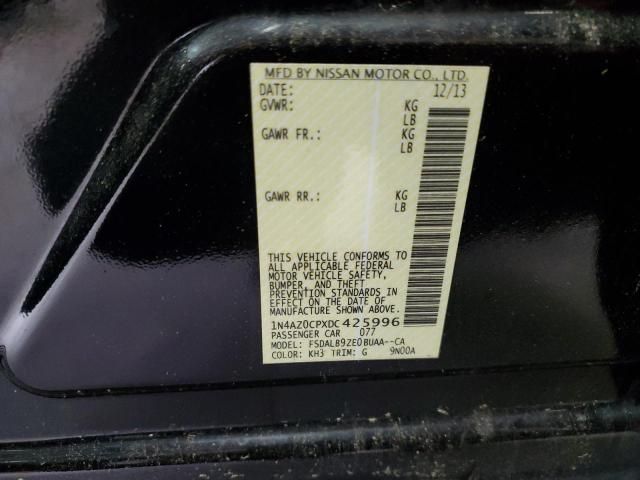 MFD BY NISSAN MOTOR CO., LTD.
DATE: 12/13
GVWR: KG
LB
GAWR FR.: KG
LB
GAWR RR.: KG
LB
THIS VEHICLE CONFORMS TO
ALL APPLICABLE FEDERAL
MOTOR VEHICLE SAFETY,
BUMPER, AND THEFT
PREVENTION STANDARDS IN
EFFECT ON THE DATE OF
MANUFACTURE SHOWN ABOVE.
1N4AZ0CPXDC425996
PASSENGER CAR 077
MODEL: FSDALB9ZE0BUAA--CA
COLOR: KH3 TRIM: G 9N00A